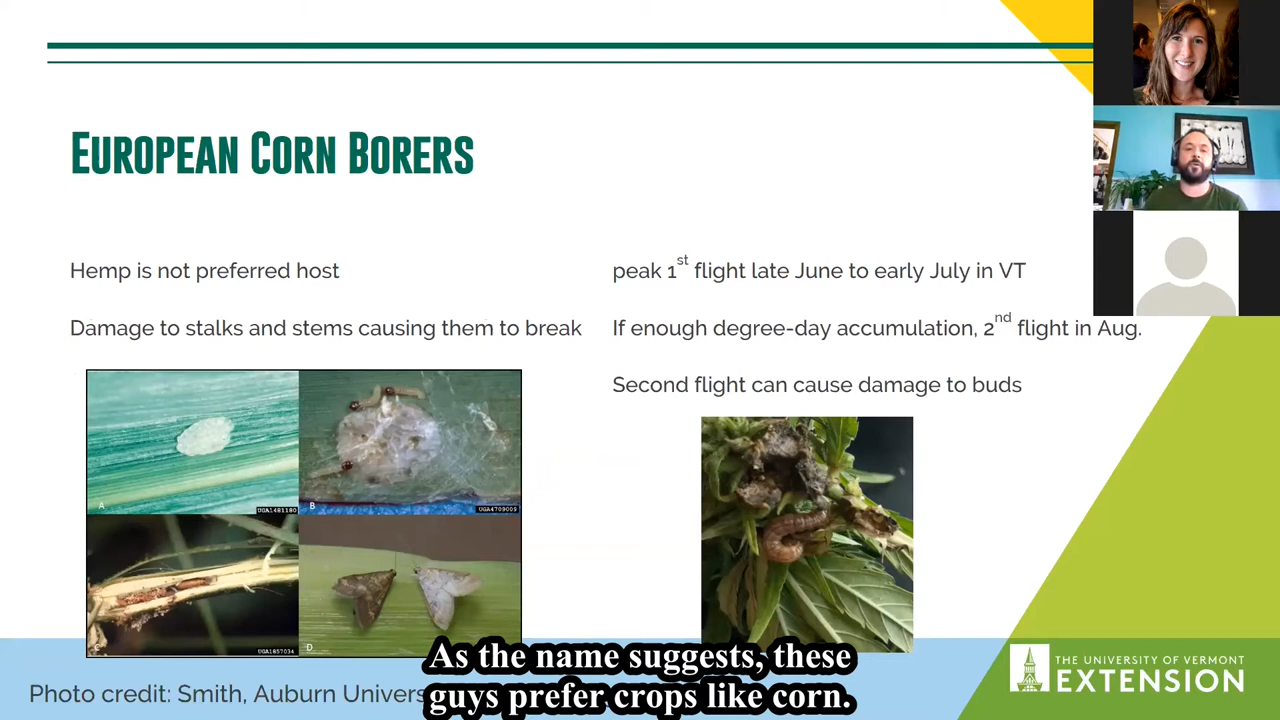 European Corn Borers
Hemp is not preferred host
Damage to stalks and stems causing them to break
peak 1st flight late June to early July in VT
If enough degree-day accumulation, 2nd flight in Aug.
Second flight can cause damage to buds
A
UGA1481180
B
UGA4709009
UGA1857034
D
As the name suggests, these
guys prefer crops like corn.
Photo credit: Smith, Auburn
THE UNIVERSITY OF VERMONT
EXTENSION